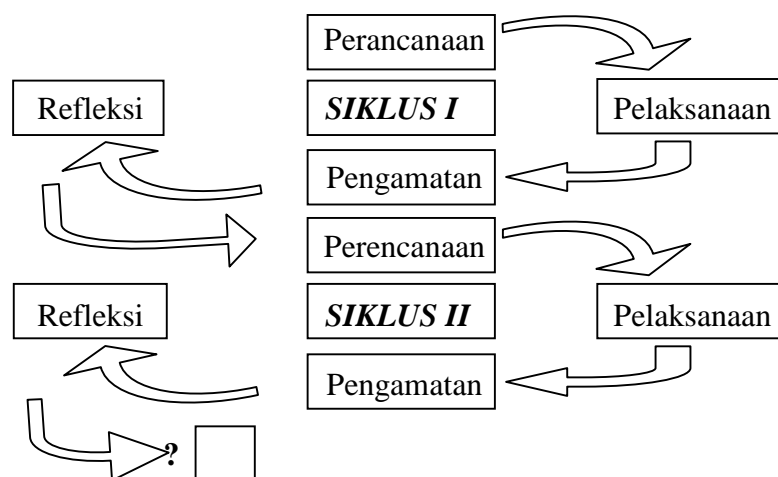 Perancanaan
Refleksi
SIKLUS I
Pelaksanaan
Pengamatan
Perencanaan
Refleksi
SIKLUS II
Pelaksanaan
Pengamatan
?